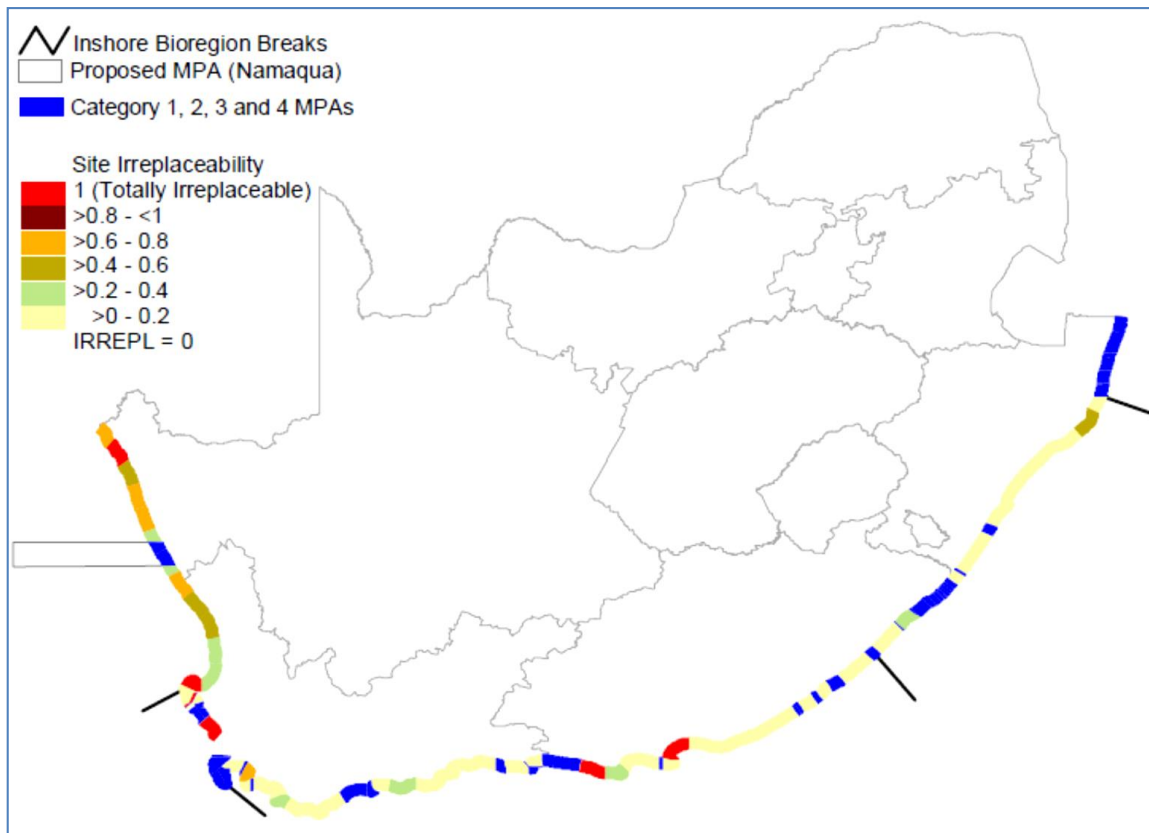 Inshore Bioregion Breaks
Proposed MPA (Namaqua)
Category 1, 2, 3 and 4 MPAs
Site Irreplaceability
1 (Totally Irreplaceable)
>0.8 - <1
>0.6 - 0.8
>0.4 - 0.6
>0.2 - 0.4
>0 - 0.2
IRREPL = 0